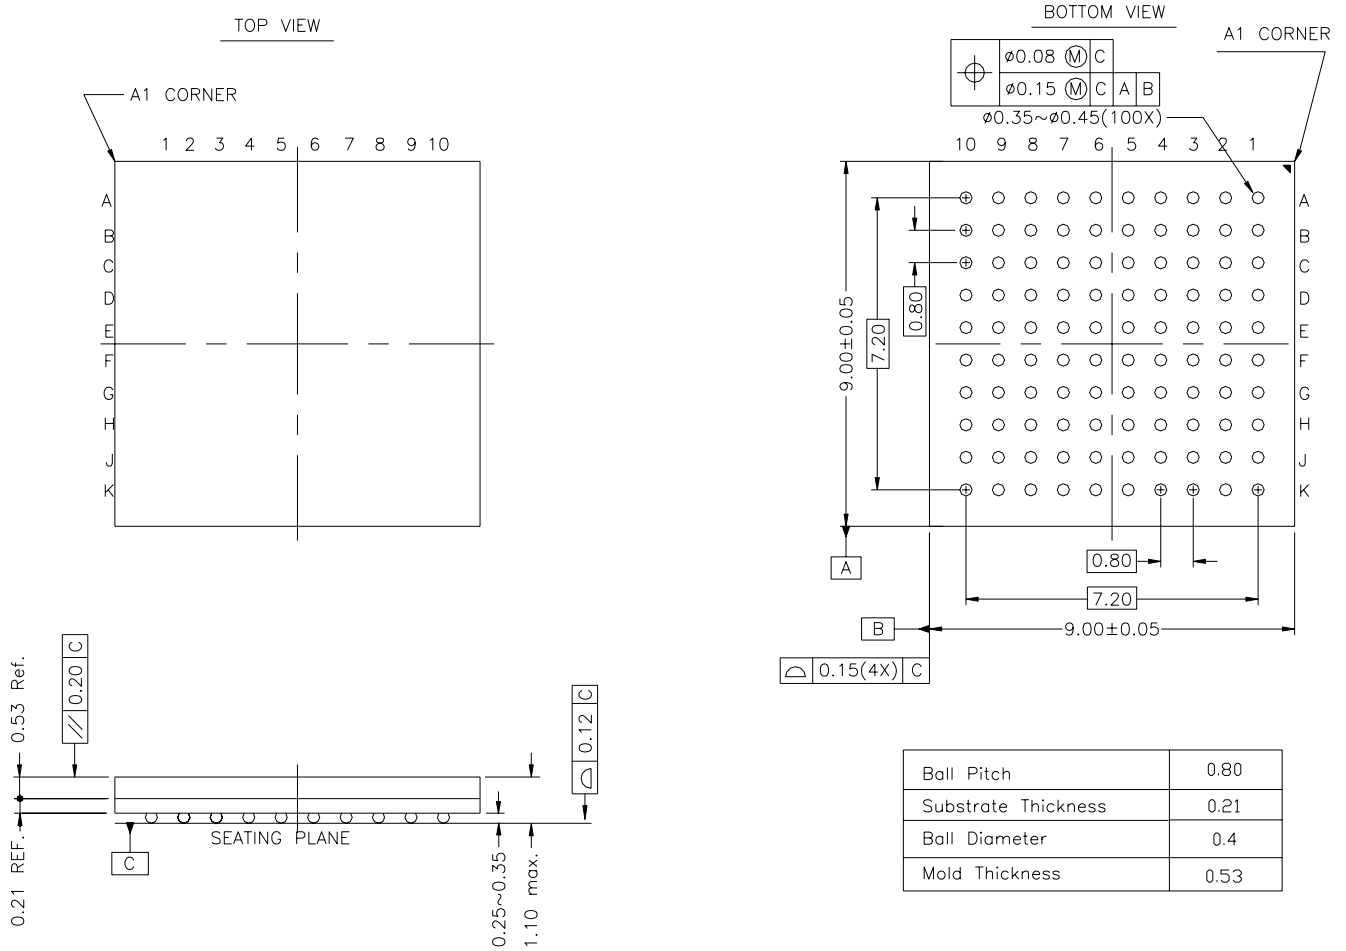 TOP VIEW
A1 CORNER
1 2 3 4 5 6 7 8 9 10
A
B
C
D
E
F
G
H
J
K
BOTTOM VIEW
A1 CORNER
⌀0.08 Ⓜ C
⌀0.15 Ⓜ C A B
⌀0.35~⌀0.45(100X)
10 9 8 7 6 5 4 3 2 1
A
B
C
D
E
F
G
H
J
K
9.00±0.05
7.20
0.80
A
0.80
7.20
B
9.00±0.05
0.15(4X) C
0.53 Ref.
0.21 REF.
// 0.20 C
C
SEATING PLANE
0.25~0.35
1.10 max.
0.12 C
Ball Pitch 0.80
Substrate Thickness 0.21
Ball Diameter 0.4
Mold Thickness 0.53